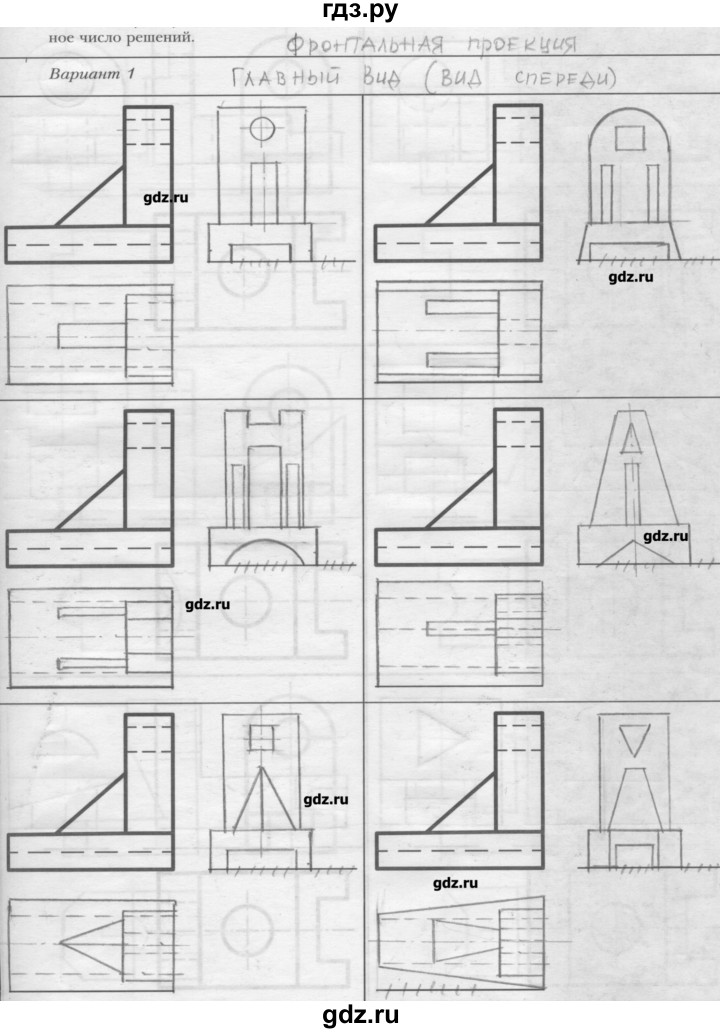 гдз.ру
ное число решений.
ФРОНТАЛЬНАЯ ПРОЕКЦИЯ
Вариант 1
ГЛАВНЫЙ ВИД (ВИД СПЕРЕДИ)
gdz.ru
gdz.ru
gdz.ru
gdz.ru
gdz.ru
gdz.ru
gdz.ru